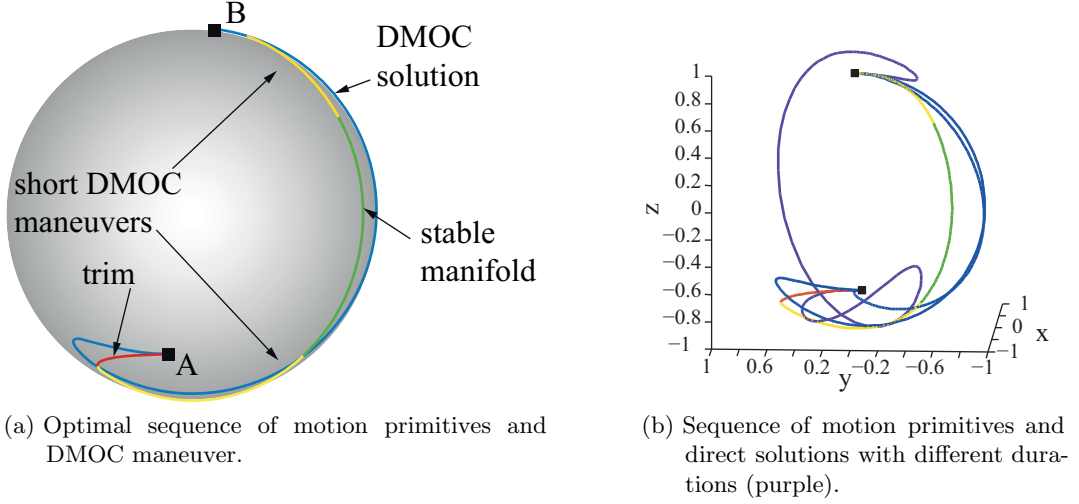 B
DMOC
solution
short DMOC
maneuvers
trim
stable
manifold
A
(a) Optimal sequence of motion primitives and
DMOC maneuver.
1
0.8
0.6
0.4
0.2
0
−0.2
−0.4
−0.6
−0.8
−1
z
1
0.6
0.2
−0.2
−0.6
−1
y
1
0
−1
x
(b) Sequence of motion primitives and
direct solutions with different dura-
tions (purple).